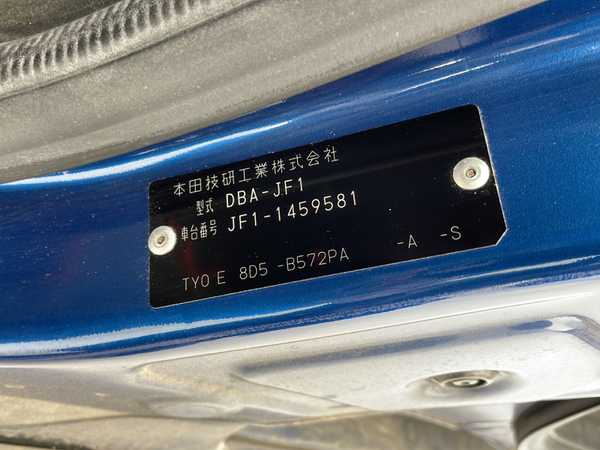 本田技研工業株式会社
型式 DBA-JF1
車台番号 JF1-1459581
TYO E 8D5 -B572PA -A -S